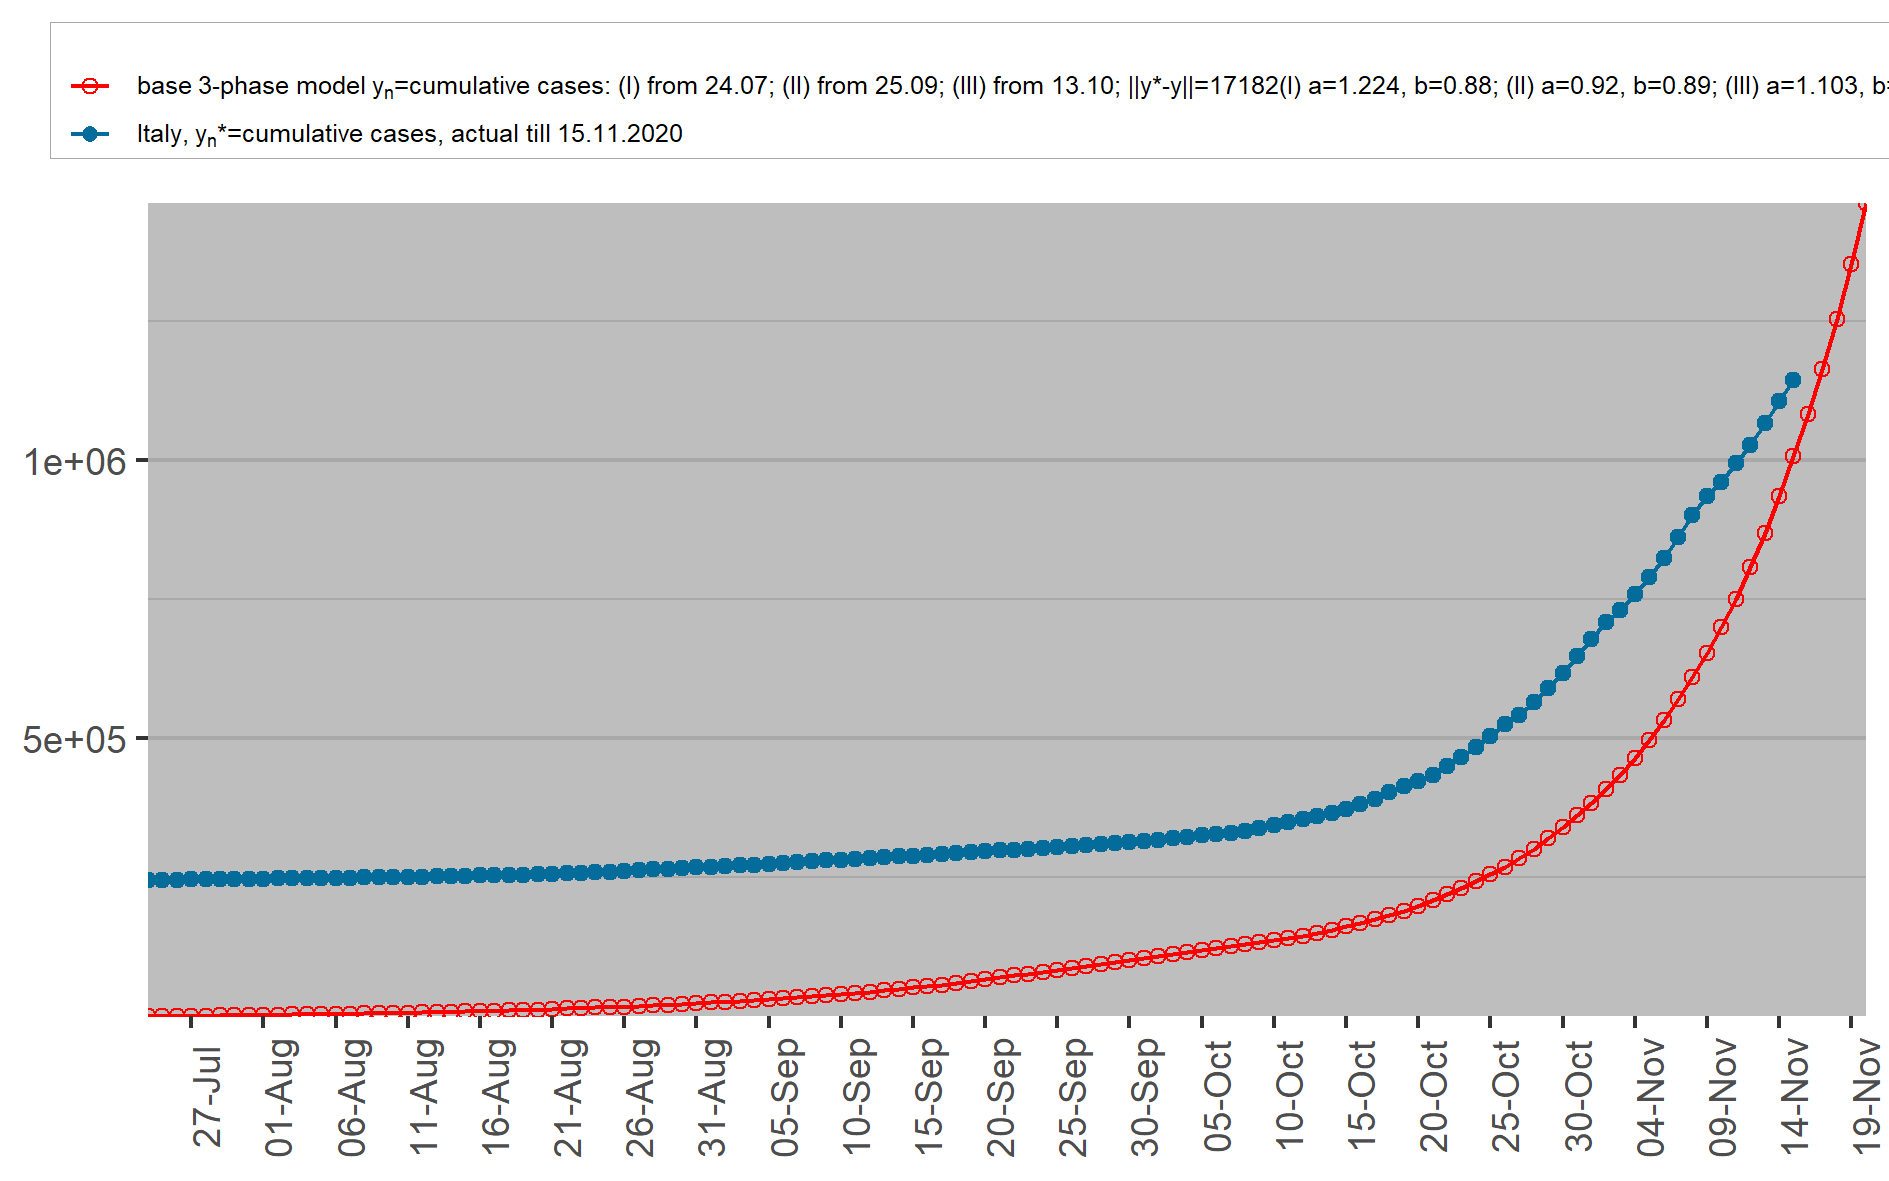 base 3-phase model yn=cumulative cases: (I) from 24.07; (II) from 25.09; (III) from 13.10; ||y*-y||=17182(I) a=1.224, b=0.88; (II) a=0.92, b=0.89; (III) a=1.103, b=
Italy, yn*=cumulative cases, actual till 15.11.2020
1e+06
5e+05
27-Jul
01-Aug
06-Aug
11-Aug
16-Aug
21-Aug
26-Aug
31-Aug
05-Sep
10-Sep
15-Sep
20-Sep
25-Sep
30-Sep
05-Oct
10-Oct
15-Oct
20-Oct
25-Oct
30-Oct
04-Nov
09-Nov
14-Nov
19-Nov